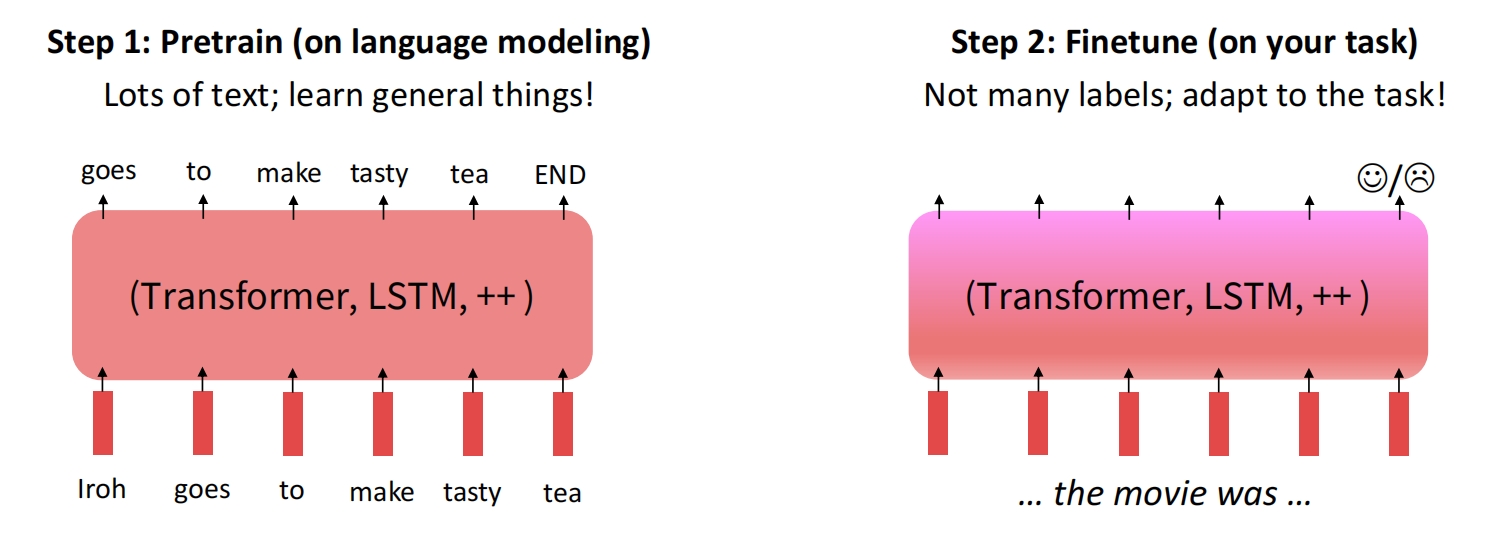 Step 1: Pretrain (on language modeling)
Lots of text; learn general things!
goes to make tasty tea END
(Transformer, LSTM, ++ )
Iroh goes to make tasty tea
Step 2: Finetune (on your task)
Not many labels; adapt to the task!
☺/☹
(Transformer, LSTM, ++ )
... the movie was ...